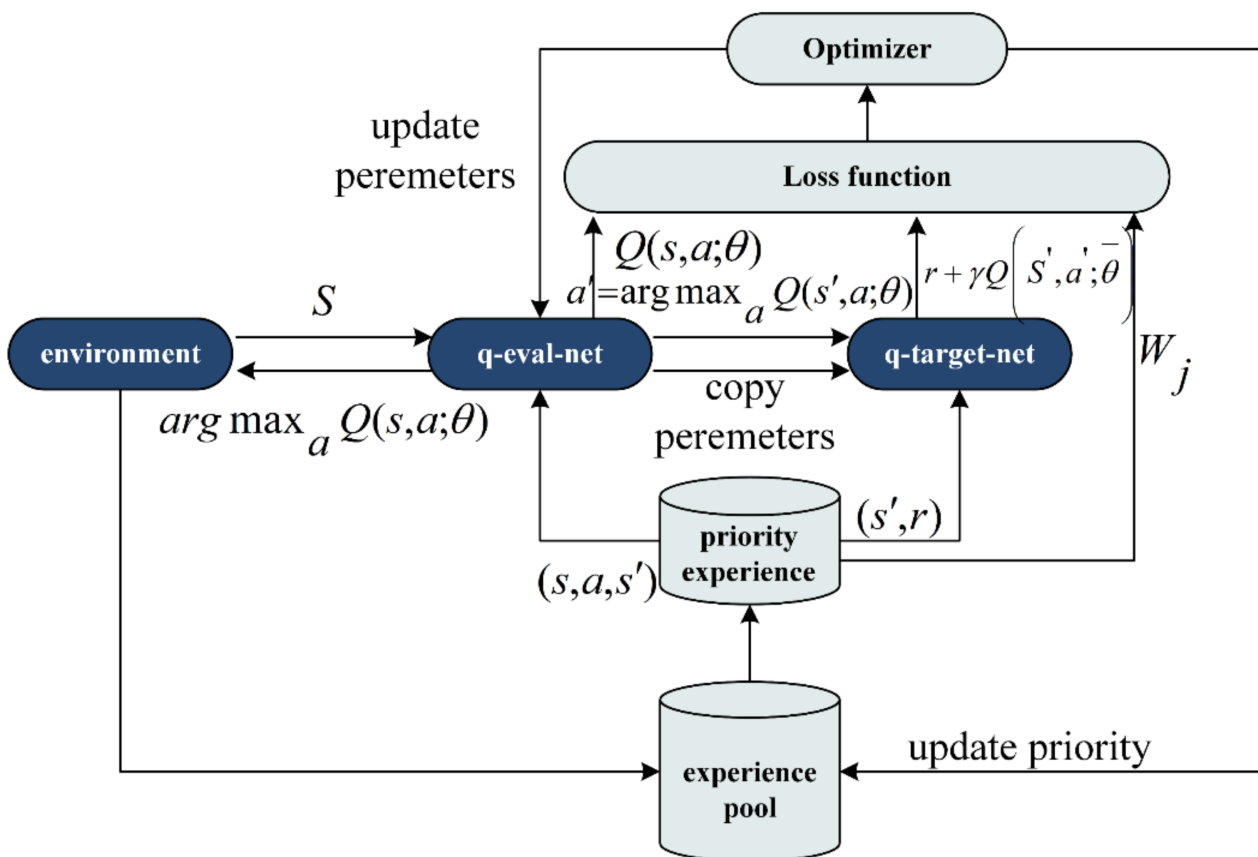 Optimizer
update
peremeters
Loss function
Q(s,a;θ)
a'=arg max_a Q(s′,a;θ)
r + γQ(S',a';θ̄)
S
environment
q-eval-net
q-target-net
W_j
arg max_a Q(s,a;θ)
copy
peremeters
priority
experience
(s′,r)
(s,a,s′)
update priority
experience
pool